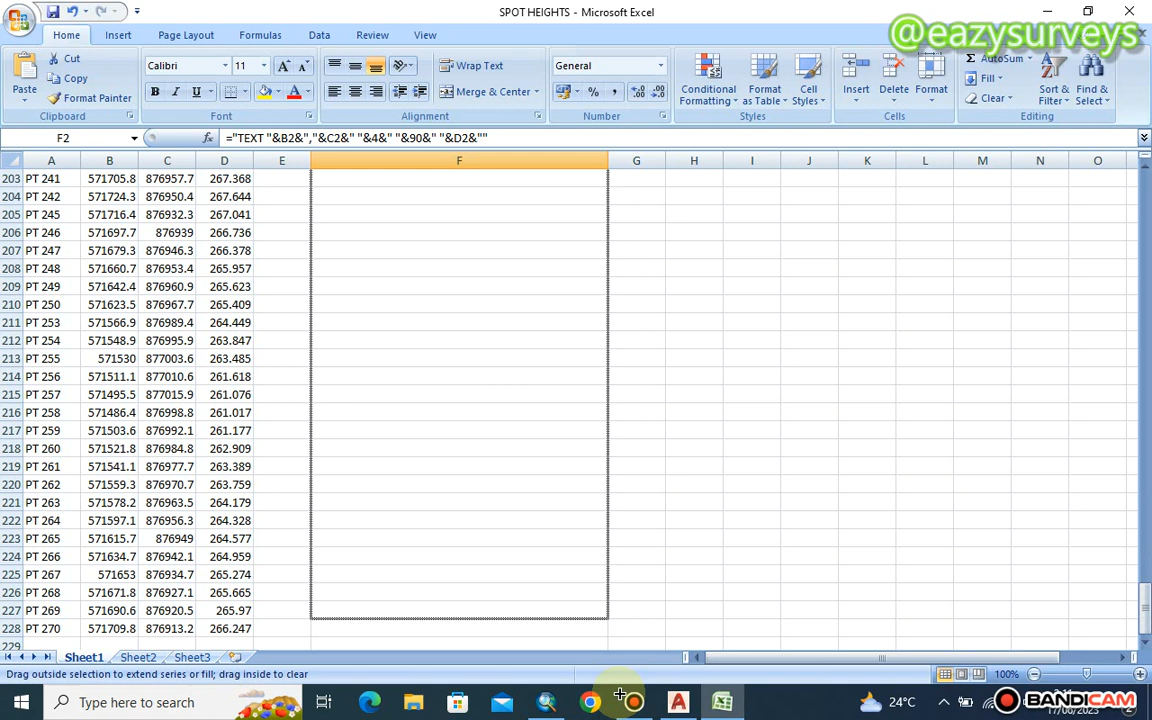 SPOT HEIGHTS - Microsoft Excel
@eazysurveys
Home Insert Page Layout Formulas Data Review View
Paste
Cut
Copy
Format Painter
Clipboard
Calibri 11
B I U
Font
Wrap Text
Merge & Center
Alignment
General
% ,
Number
Conditional Formatting
Format as Table
Cell Styles
Styles
Insert Delete Format
Cells
Σ AutoSum
Fill
Clear
Sort & Filter
Find & Select
Editing
F2 fx ="TEXT "&B2&","&C2&" "&4&" "&90&" "&D2&""
A B C D E F G H I J K L M N O
203 PT 241 571705.8 876957.7 267.368
204 PT 242 571724.3 876950.4 267.644
205 PT 245 571716.4 876932.3 267.041
206 PT 246 571697.7 876939 266.736
207 PT 247 571679.3 876946.3 266.378
208 PT 248 571660.7 876953.4 265.957
209 PT 249 571642.4 876960.9 265.623
210 PT 250 571623.5 876967.7 265.409
211 PT 253 571566.9 876989.4 264.449
212 PT 254 571548.9 876995.9 263.847
213 PT 255 571530 877003.6 263.485
214 PT 256 571511.1 877010.6 261.618
215 PT 257 571495.5 877015.9 261.076
216 PT 258 571486.4 876998.8 261.017
217 PT 259 571503.6 876992.1 261.177
218 PT 260 571521.8 876984.8 262.909
219 PT 261 571541.1 876977.7 263.389
220 PT 262 571559.3 876970.7 263.759
221 PT 263 571578.2 876963.5 264.179
222 PT 264 571597.1 876956.3 264.328
223 PT 265 571615.7 876949 264.577
224 PT 266 571634.7 876942.1 264.959
225 PT 267 571653 876934.7 265.274
226 PT 268 571671.8 876927.1 265.665
227 PT 269 571690.6 876920.5 265.97
228 PT 270 571709.8 876913.2 266.247
229
Sheet1 Sheet2 Sheet3
Drag outside selection to extend series or fill; drag inside to clear
100%
Type here to search
24°C
BANDICAM